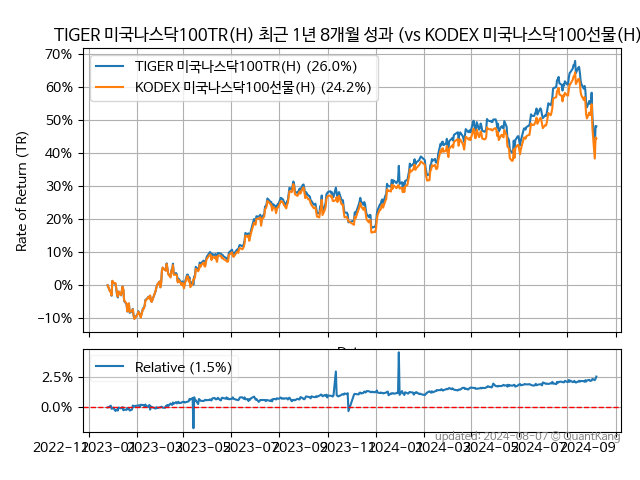 TIGER 미국나스닥100TR(H) 최근 1년 8개월 성과 (vs KODEX 미국나스닥100선물(H)
Rate of Return (TR)
70%
60%
50%
40%
30%
20%
10%
0%
−10%
TIGER 미국나스닥100TR(H) (26.0%)
KODEX 미국나스닥100선물(H) (24.2%)
2.5%
0.0%
Relative (1.5%)
updated: 2024-08-07 © QuantKang
2022-11 2023-01 2023-03 2023-05 2023-07 2023-09 2023-11 2024-01 2024-03 2024-05 2024-07 2024-09